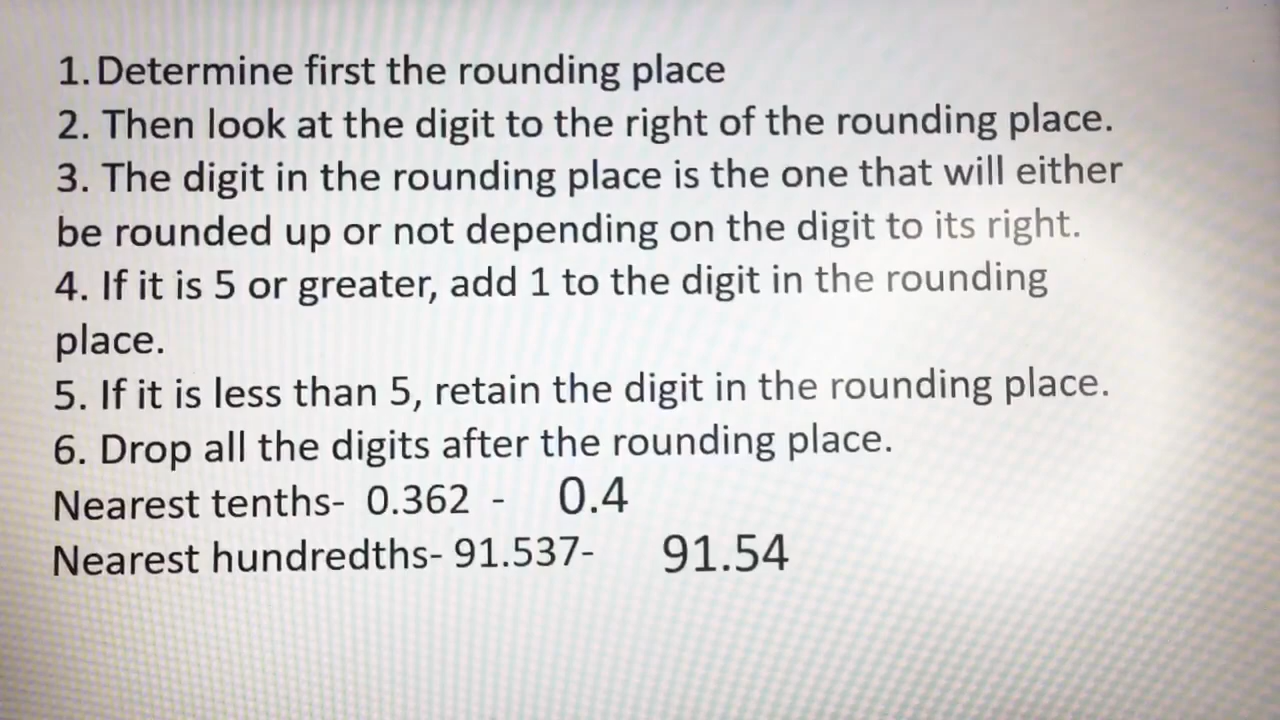 1. Determine first the rounding place
2. Then look at the digit to the right of the rounding place.
3. The digit in the rounding place is the one that will either
be rounded up or not depending on the digit to its right.
4. If it is 5 or greater, add 1 to the digit in the rounding
place.
5. If it is less than 5, retain the digit in the rounding place.
6. Drop all the digits after the rounding place.
Nearest tenths- 0.362 - 0.4
Nearest hundredths- 91.537- 91.54